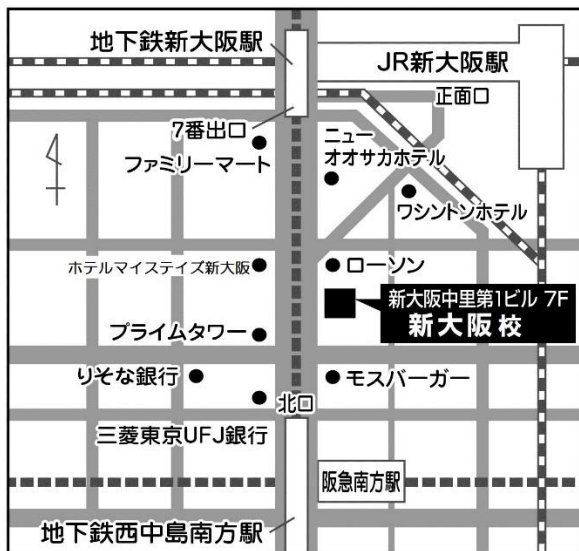 地下鉄新大阪駅
JR新大阪駅
正面口
7番出口
ファミリーマート
ニュー
オオサカホテル
ワシントンホテル
ホテルマイステイズ新大阪
ローソン
新大阪中里第1ビル 7F
新大阪校
プライムタワー
りそな銀行
モスバーガー
北口
三菱東京UFJ銀行
阪急南方駅
地下鉄西中島南方駅